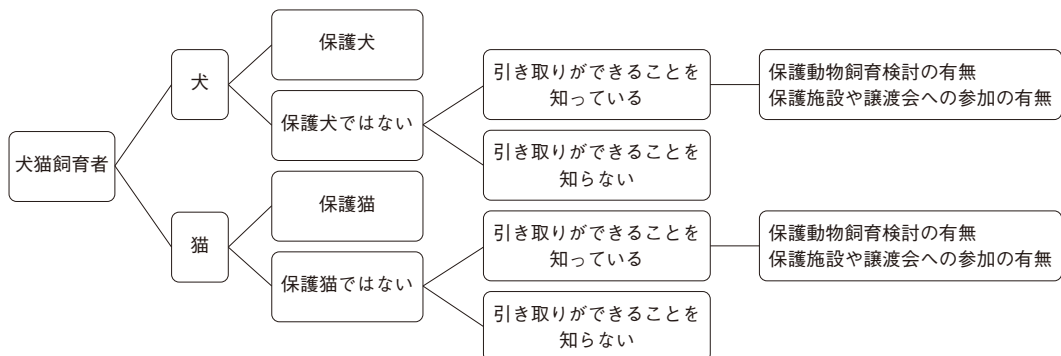 犬猫飼育者
犬
保護犬
保護犬ではない
引き取りができることを
知っている
保護動物飼育検討の有無
保護施設や譲渡会への参加の有無
引き取りができることを
知らない
猫
保護猫
保護猫ではない
引き取りができることを
知っている
保護動物飼育検討の有無
保護施設や譲渡会への参加の有無
引き取りができることを
知らない